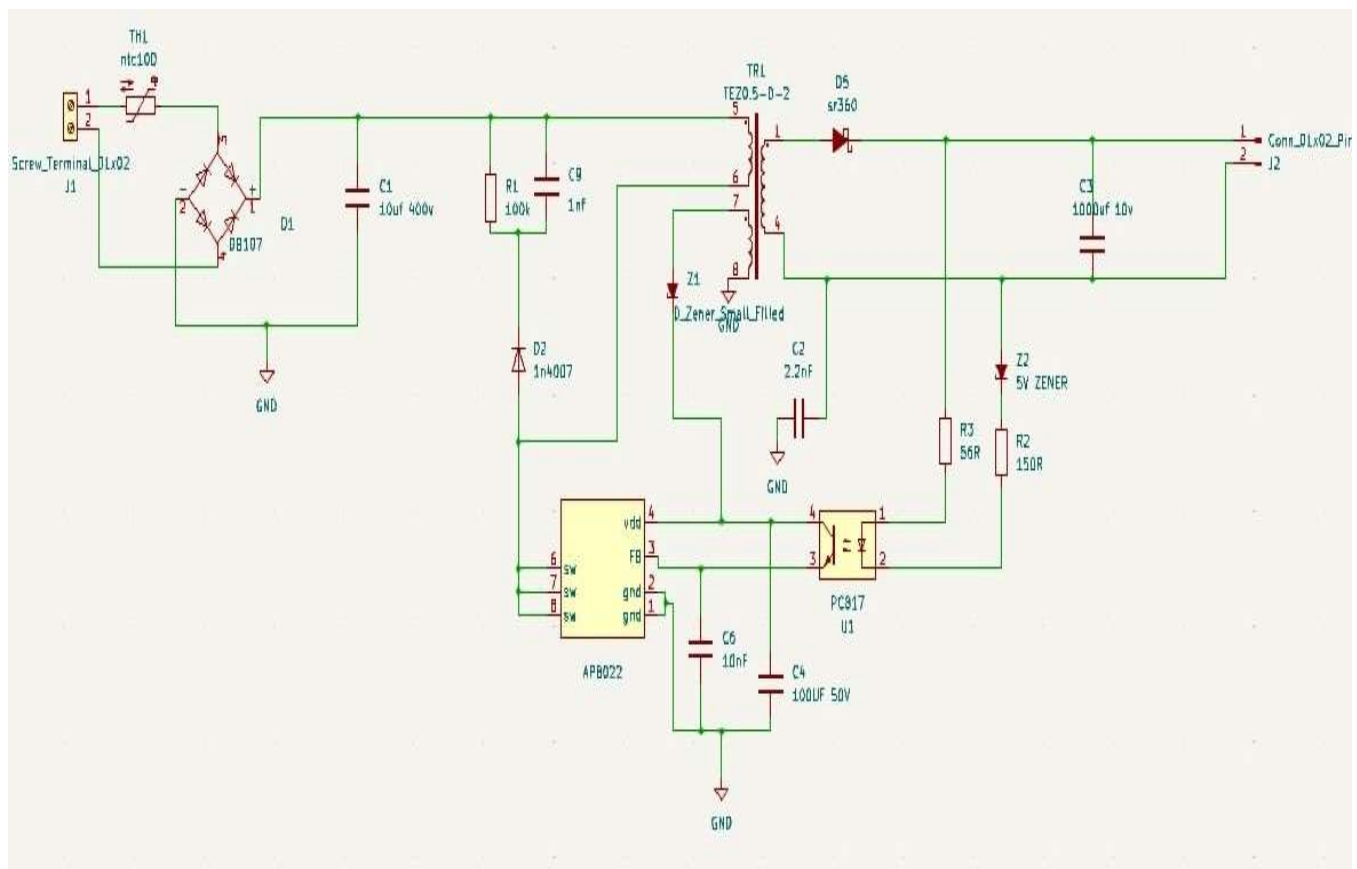 TH1
ntc10D
1
2
Screw_Terminal_01x02
J1
3
-
2
+
1
4
D1
DB107
GND
C1
10uf 400v
R1
100k
C9
1nf
D2
1n4007
TR1
TEZ0.5-D-2
5
6
7
8
1
4
D5
sr360
Z1
D_Zener_Small_Filled
GND
C2
2.2nF
GND
C3
1000uf 10v
1
2
Conn_01x02_Pin
J2
Z2
5V ZENER
R3
56R
R2
150R
6
7
8
sw
sw
sw
vdd
FB
gnd
gnd
4
3
2
1
AP8022
4
3
1
2
PC817
U1
C6
10nF
C4
100UF 50V
GND